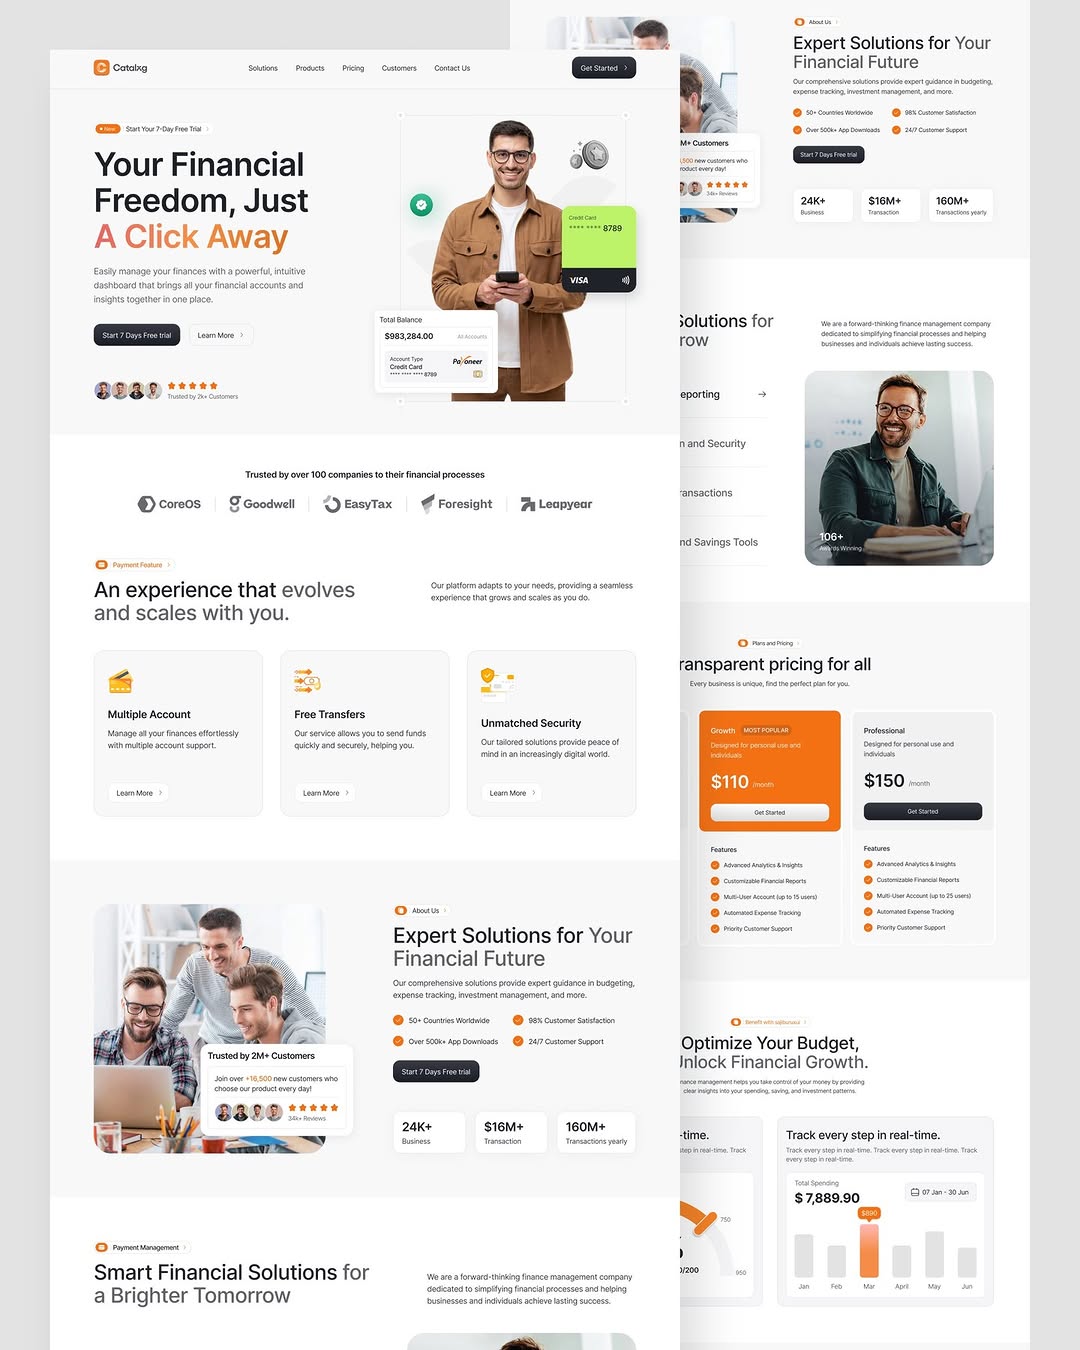 Catalxg
Solutions
Products
Pricing
Customers
Contact Us
Get Started
New
Start Your 7-Day Free Trial
Your Financial
Freedom, Just
A Click Away
Easily manage your finances with a powerful, intuitive
dashboard that brings all your financial accounts and
insights together in one place.
Start 7 Days Free trial
Learn More
Trusted by 2k+ Customers
Credit Card
**** **** 8789
VISA
Total Balance
$983,284.00
All Accounts
Account Type
Credit Card
**** **** **** 8789
Payoneer
Trusted by over 100 companies to their financial processes
CoreOS
Goodwell
EasyTax
Foresight
Leapyear
Payment Feature
An experience that evolves
and scales with you.
Our platform adapts to your needs, providing a seamless
experience that grows and scales as you do.
Multiple Account
Manage all your finances effortlessly
with multiple account support.
Learn More
Free Transfers
Our service allows you to send funds
quickly and securely, helping you.
Learn More
Unmatched Security
Our tailored solutions provide peace of
mind in an increasingly digital world.
Learn More
Trusted by 2M+ Customers
Join over +16,500 new customers who
choose our product every day!
34k+ Reviews
About Us
Expert Solutions for Your
Financial Future
Our comprehensive solutions provide expert guidance in budgeting,
expense tracking, investment management, and more.
50+ Countries Worldwide
98% Customer Satisfaction
Over 500k+ App Downloads
24/7 Customer Support
Start 7 Days Free trial
24K+
Business
$16M+
Transaction
160M+
Transactions yearly
Payment Management
Smart Financial Solutions for
a Brighter Tomorrow
We are a forward-thinking finance management company
dedicated to simplifying financial processes and helping
businesses and individuals achieve lasting success.
M+ Customers
,500 new customers who
product every day!
34k+ Reviews
About Us
Expert Solutions for Your
Financial Future
Our comprehensive solutions provide expert guidance in budgeting,
expense tracking, investment management, and more.
50+ Countries Worldwide
98% Customer Satisfaction
Over 500k+ App Downloads
24/7 Customer Support
Start 7 Days Free trial
24K+
Business
$16M+
Transaction
160M+
Transactions yearly
Solutions for
row
We are a forward-thinking finance management company
dedicated to simplifying financial processes and helping
businesses and individuals achieve lasting success.
eporting
n and Security
ransactions
nd Savings Tools
106+
Awards Winning
Plans and Pricing
ransparent pricing for all
Every business is unique, find the perfect plan for you.
Growth
MOST POPULAR
Designed for personal use and
individuals
$110 /month
Get Started
Features
Advanced Analytics & Insights
Customizable Financial Reports
Multi-User Account (up to 15 users)
Automated Expense Tracking
Priority Customer Support
Professional
Designed for personal use and
individuals
$150 /month
Get Started
Features
Advanced Analytics & Insights
Customizable Financial Reports
Multi-User Account (up to 25 users)
Automated Expense Tracking
Priority Customer Support
Benefit with sajiburuxui
Optimize Your Budget,
Unlock Financial Growth.
nance management helps you take control of your money by providing
clear insights into your spending, saving, and investment patterns.
-time.
step in real-time. Track
750
%
0/200
950
Track every step in real-time.
Track every step in real-time. Track every step in real-time. Track
every step in real-time.
Total Spending
$ 7,889.90
07 Jan - 30 Jun
$890
Jan
Feb
Mar
April
May
Jun